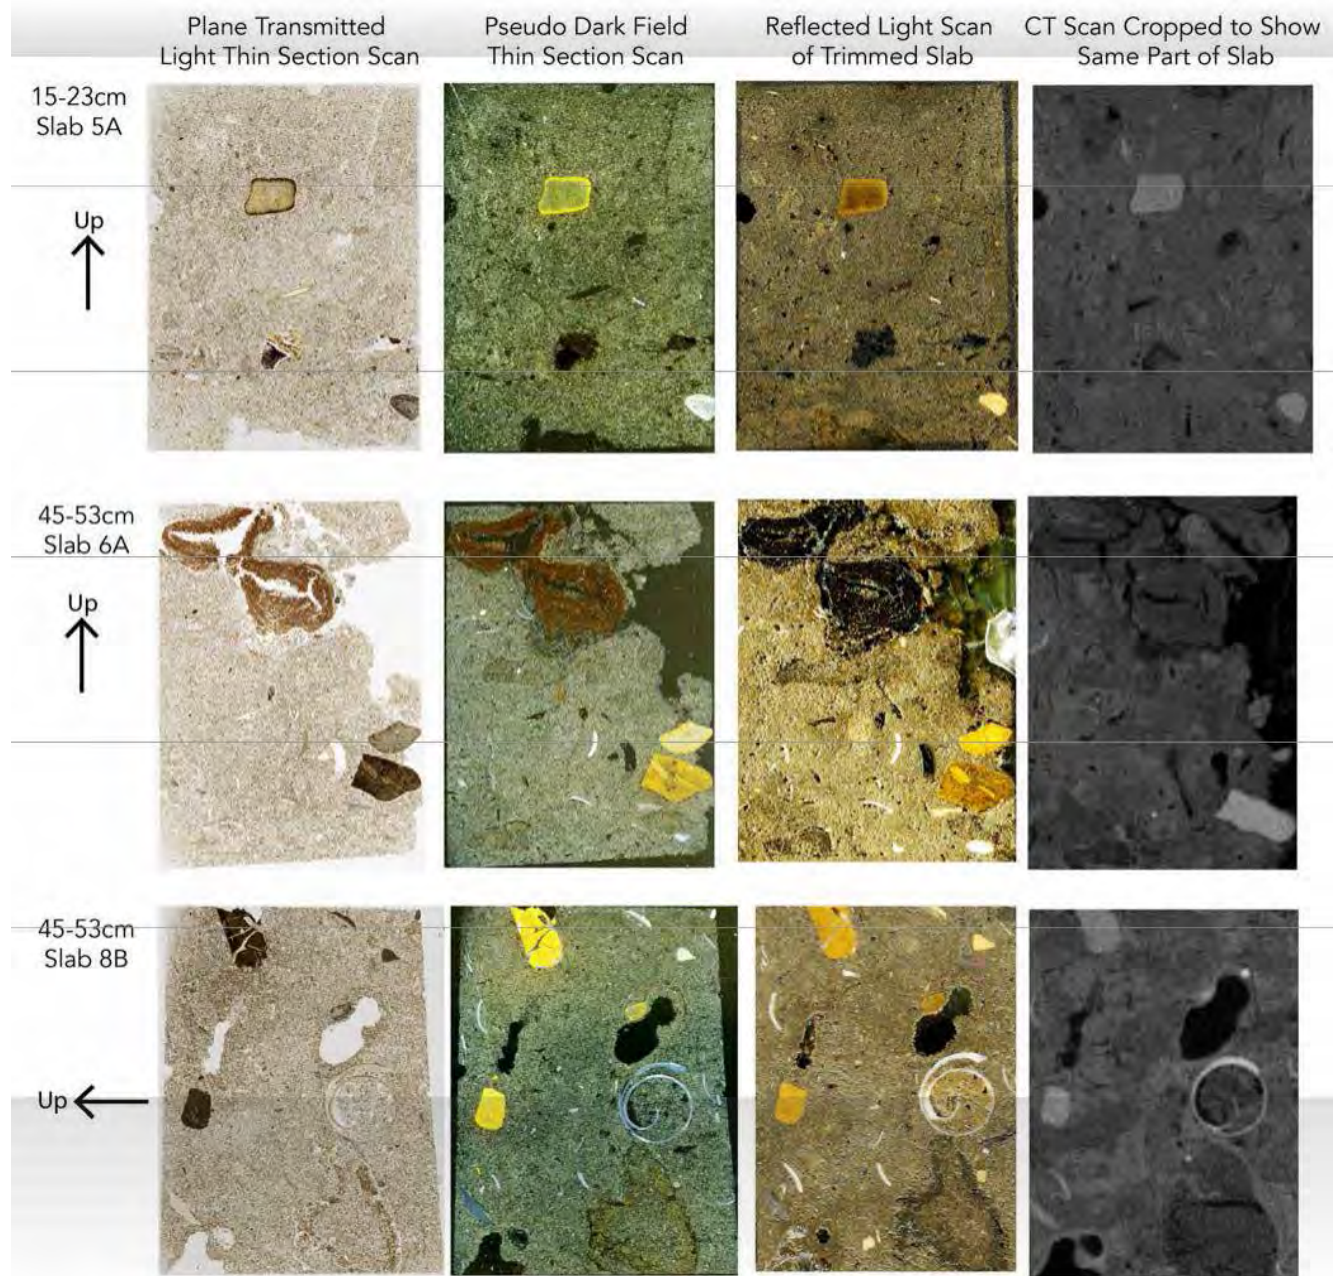 Plane Transmitted
Light Thin Section Scan
Pseudo Dark Field
Thin Section Scan
Reflected Light Scan
of Trimmed Slab
CT Scan Cropped to Show
Same Part of Slab
15-23cm
Slab 5A
Up
45-53cm
Slab 6A
Up
45-53cm
Slab 8B
Up